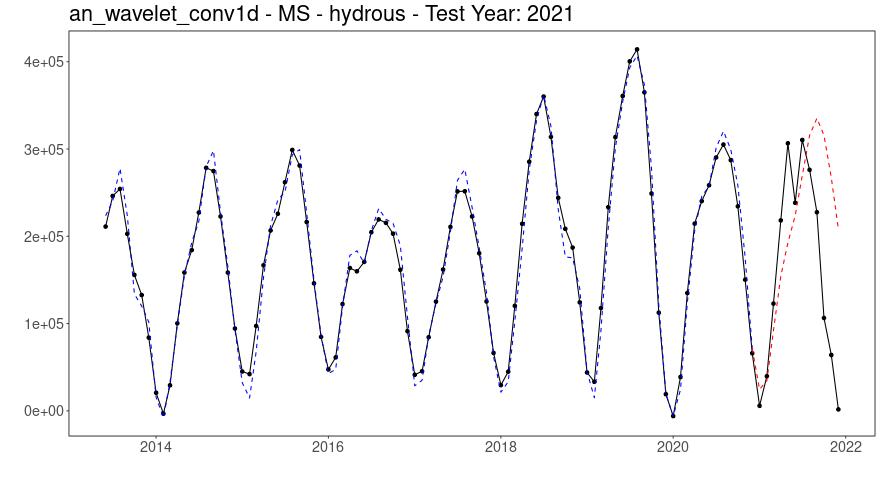 an_wavelet_conv1d - MS - hydrous - Test Year: 2021
4e+05
3e+05
2e+05
1e+05
0e+00
2014 2016 2018 2020 2022